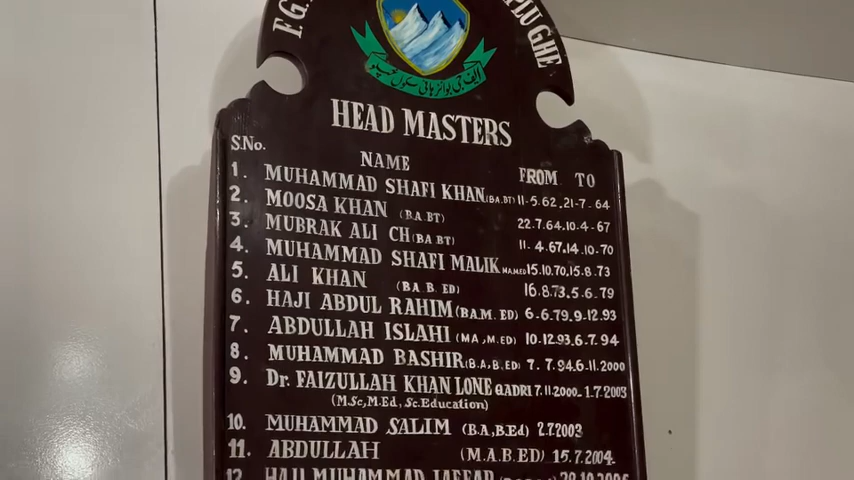 F.G.
HEAD MASTERS
S.No. NAME FROM TO
1. MUHAMMAD SHAFI KHAN (BA.BT) 11-5.62,21-7.64
2. MOOSA KHAN (BA.BT) 22.7.64,10.4-67
3. MUBRAK ALI CH (BA BT) 11.4.67,14.10-70
4. MUHAMMAD SHAFI MALIK 15.10.70,15.8.73
5. ALI KHAN (BA B. ED) 16.8.73,5.6-79
6. HAJI ABDUL RAHIM (BA.M. ED) 6-6.79,9-12.93
7. ABDULLAH ISLAHI (MA,M.ED) 10.12.93,6.7.94
8. MUHAMMAD BASHIR (B.A,B.ED) 7.7.94,6.11.2000
9. Dr. FAIZULLAH KHAN LONE QADRI 7.11.2000-1.7.2003
(M.Sc,M.Ed, Sc.Education)
10. MUHAMMAD SALIM (B.A,B.Ed) 2.7.2003
11. ABDULLAH (M.A.B.ED) 15.7.2004.
12. HAJI MUHAMMAD JAFFAR